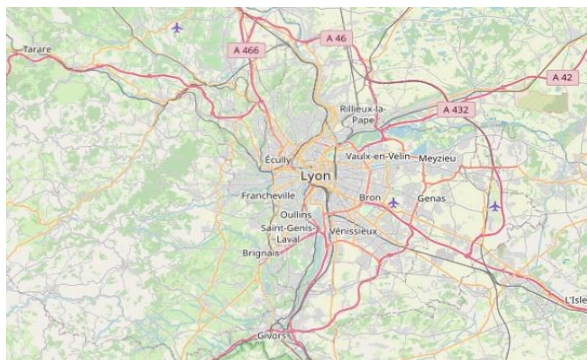 A 46
Tarare
A 466
A 42
Rillieux-la-
Pape
A 432
Écully
Vaulx-en-Velin
Meyzieu
Lyon
Francheville
Bron
Genas
Oullins
Saint-Genis-
Laval
Vénissieux
Brignais
L'Isle
Givors